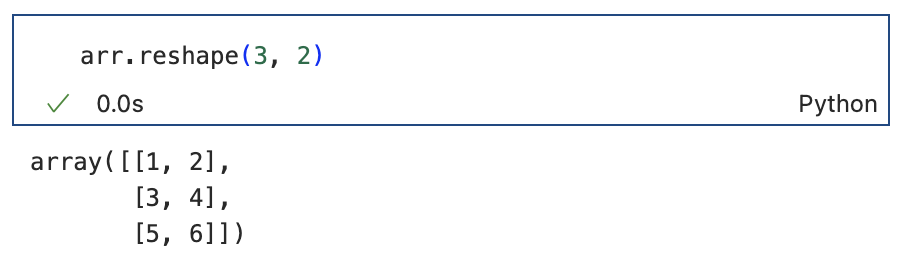 arr.reshape(3, 2)
✓ 0.0s Python
array([[1, 2],
       [3, 4],
       [5, 6]])